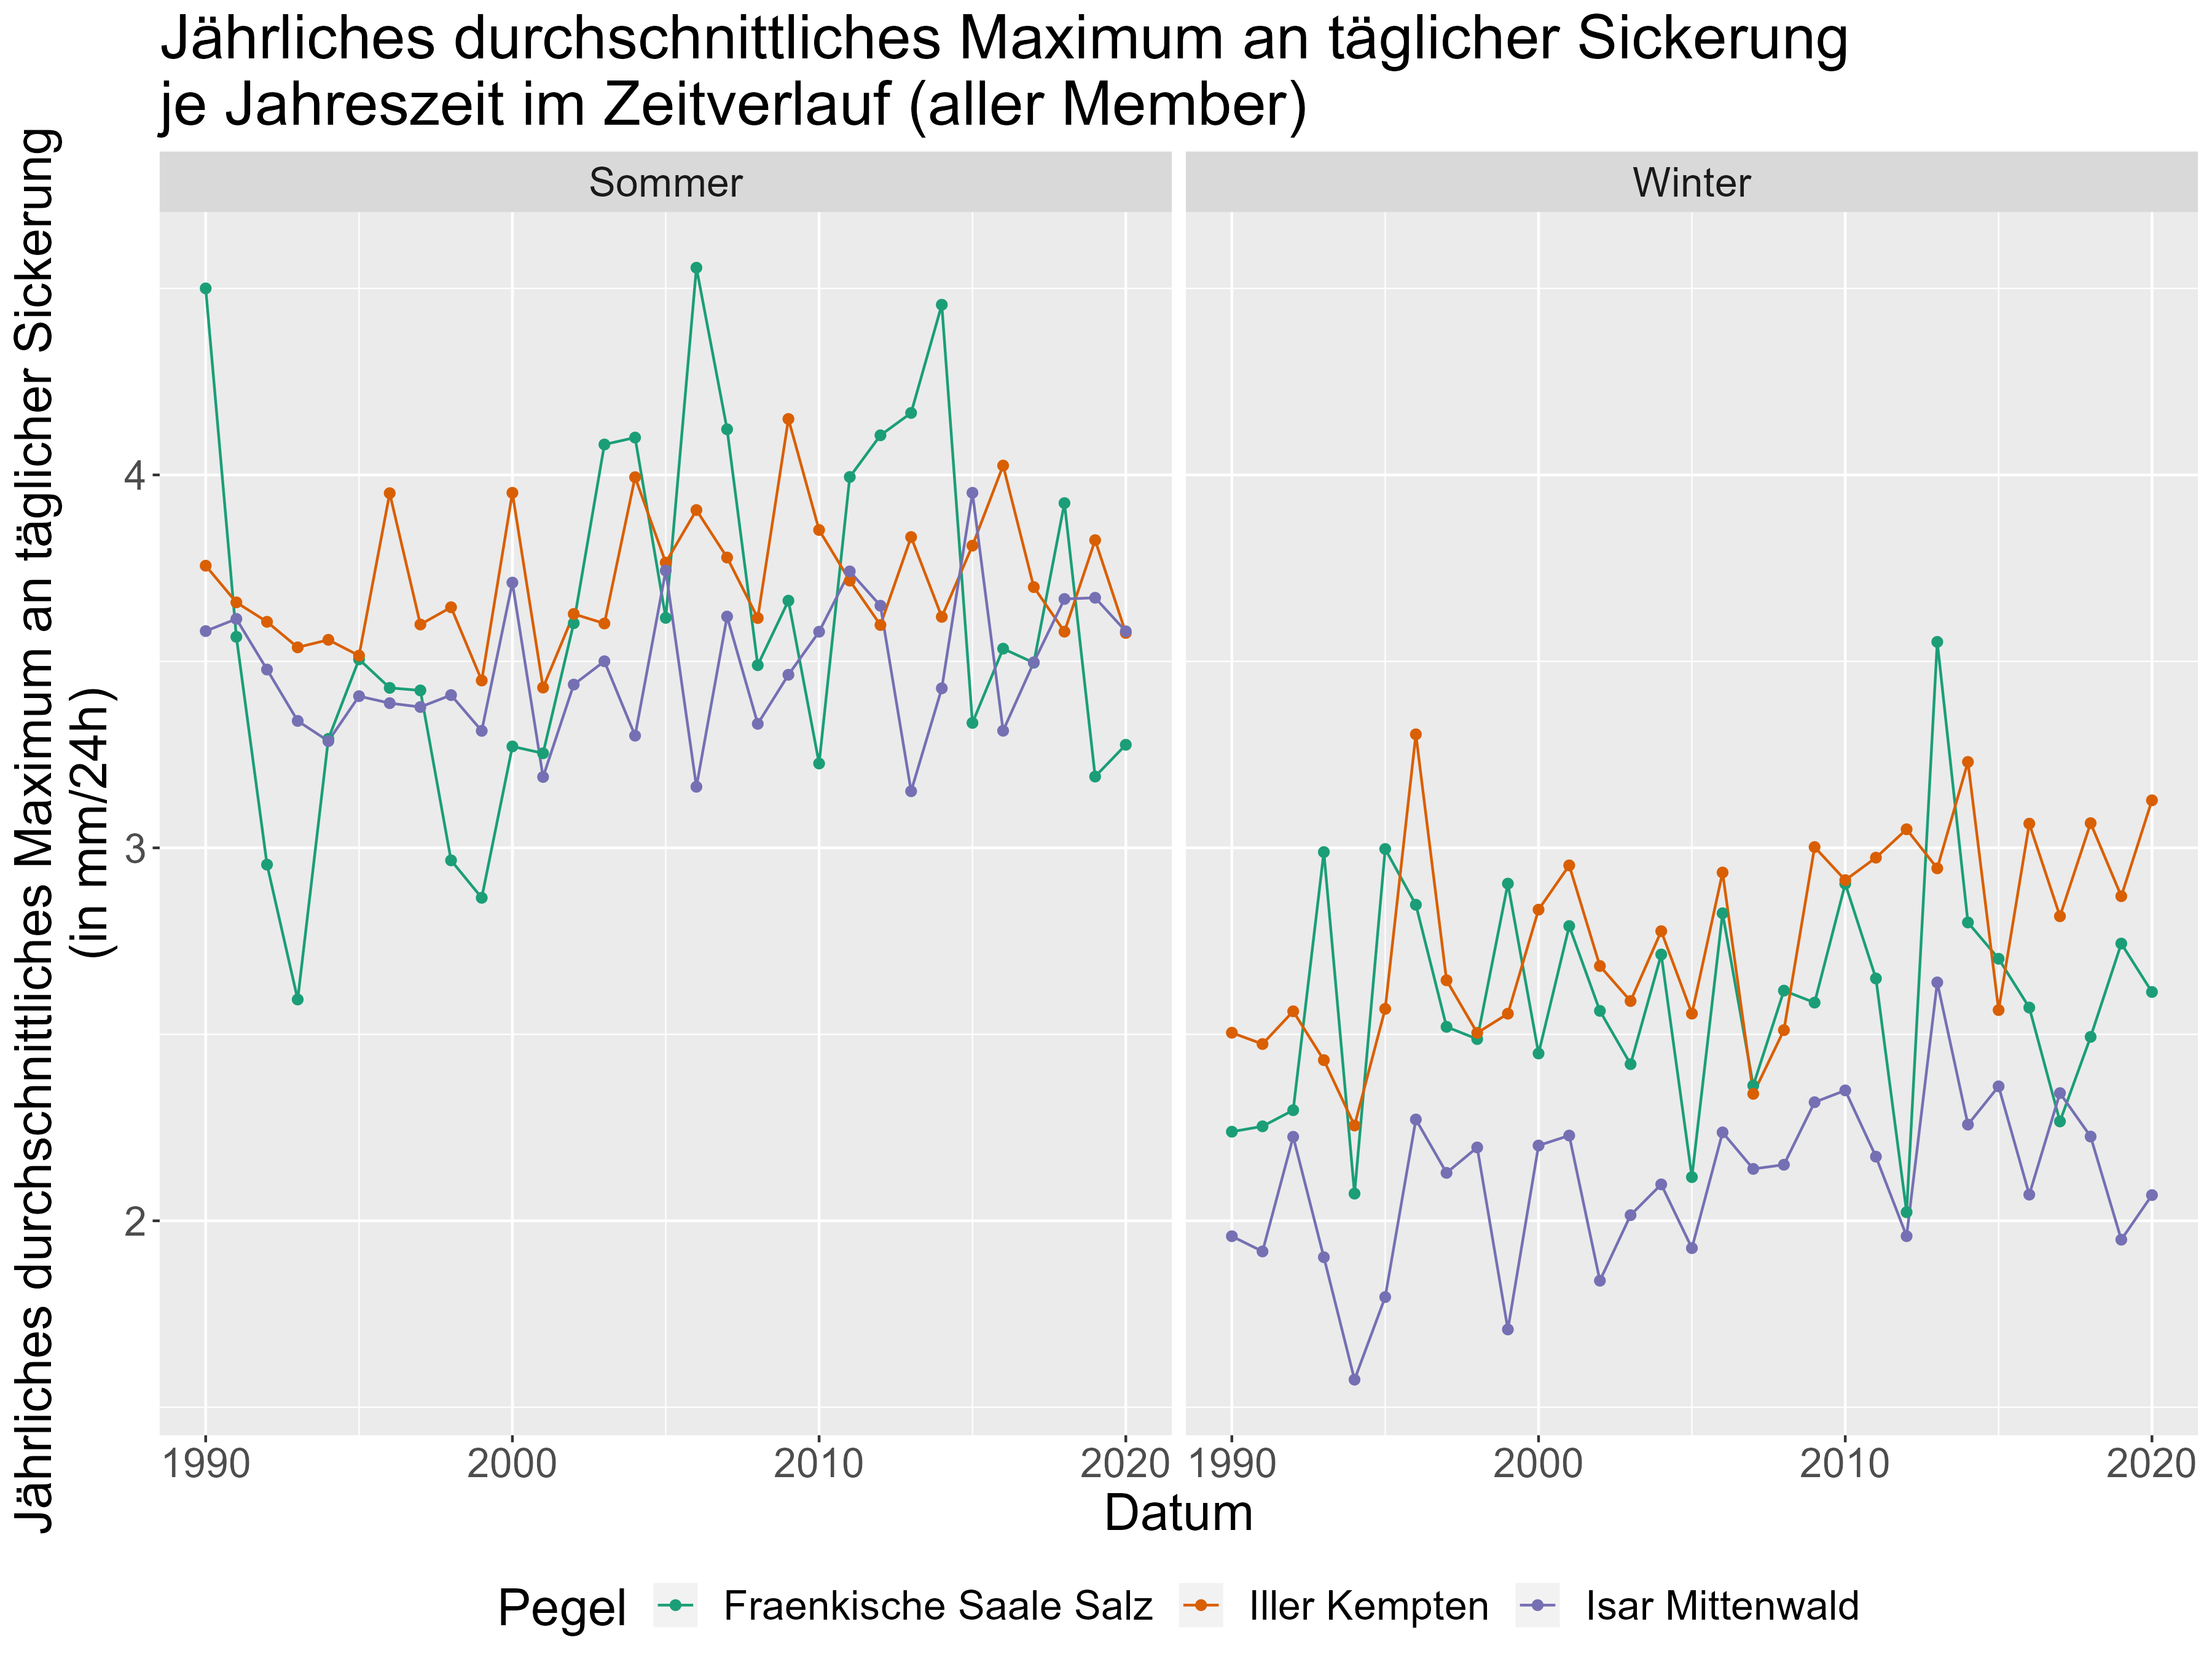 Jährliches durchschnittliches Maximum an täglicher Sickerung
je Jahreszeit im Zeitverlauf (aller Member)
Jährliches durchschnittliches Maximum an täglicher Sickerung
(in mm/24h)
Sommer
Winter
4
3
2
1990
2000
2010
2020
1990
2000
2010
2020
Datum
Pegel
Fraenkische Saale Salz
Iller Kempten
Isar Mittenwald